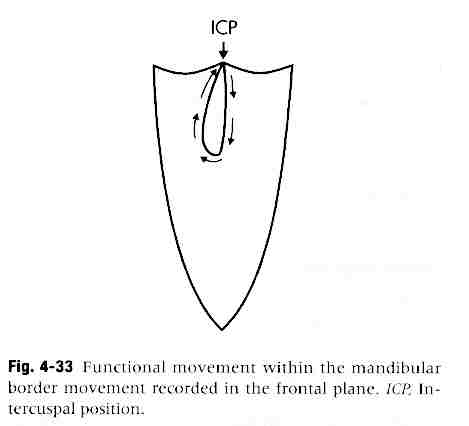 ICP
Fig. 4-33 Functional movement within the mandibular
border movement recorded in the frontal plane. ICP, In-
tercuspal position.